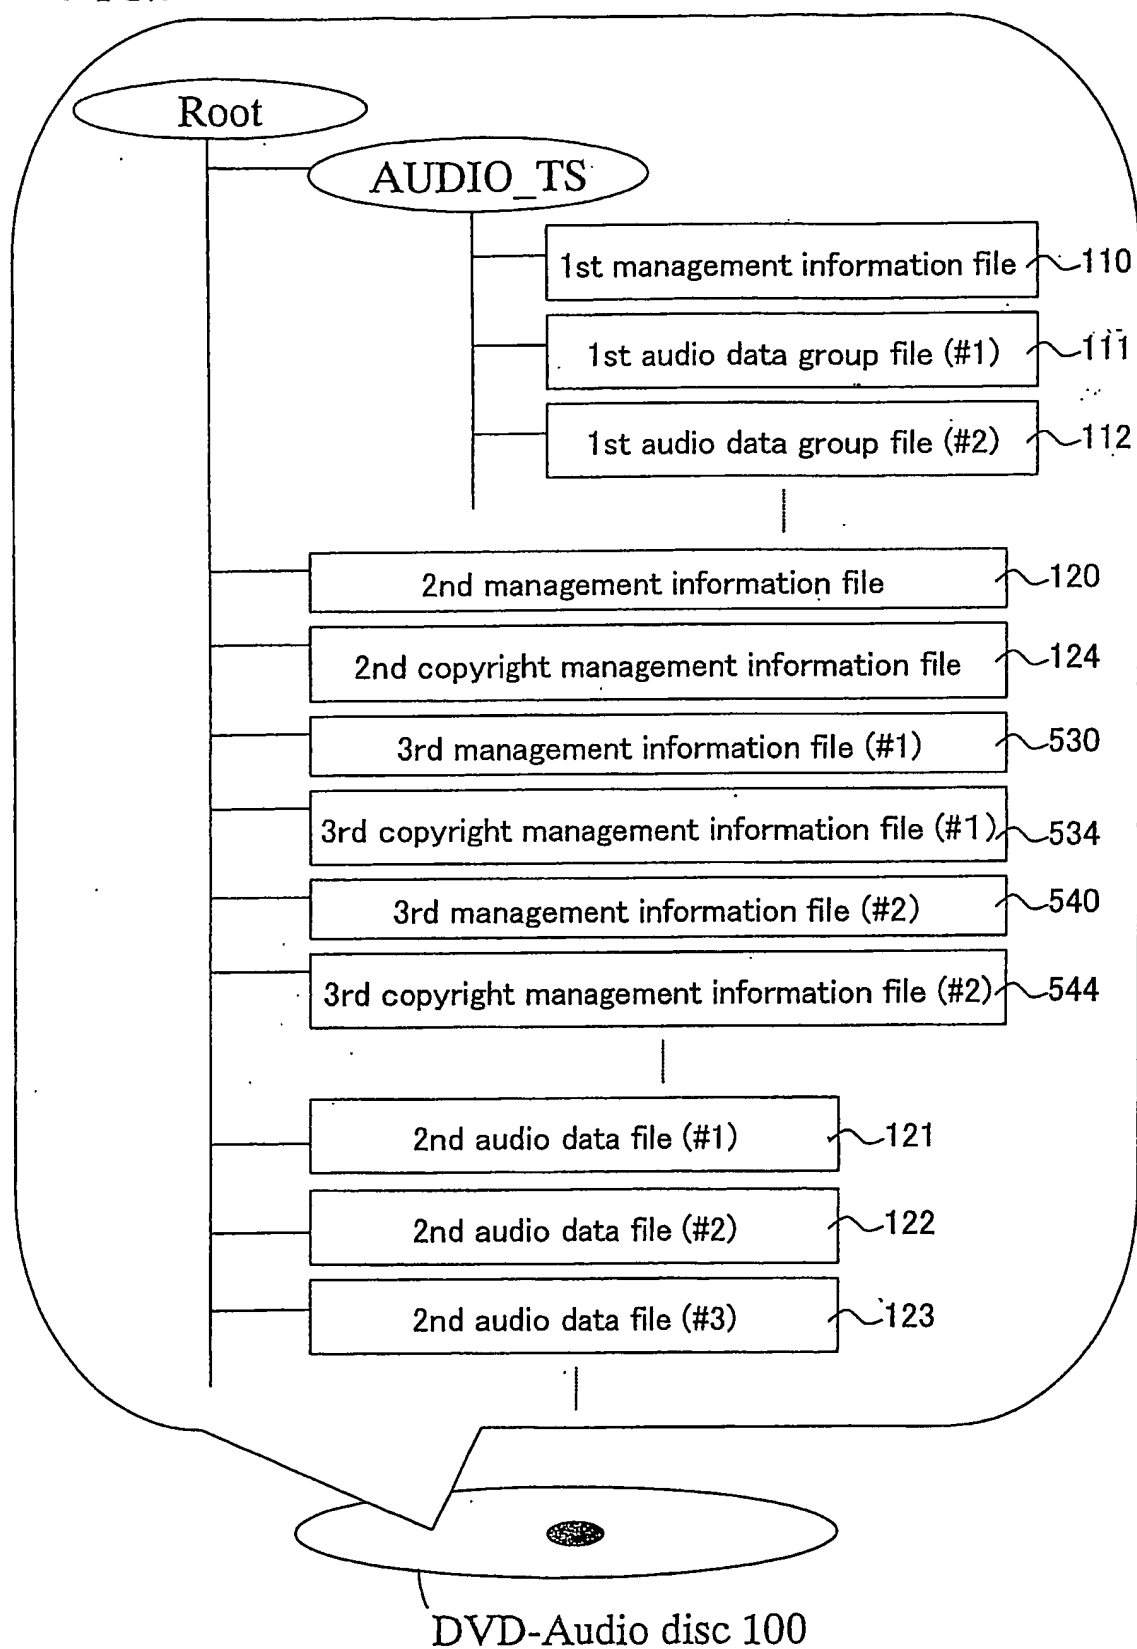 Root
AUDIO_TS
1st management information file 110
1st audio data group file (#1) 111
1st audio data group file (#2) 112
2nd management information file 120
2nd copyright management information file 124
3rd management information file (#1) 530
3rd copyright management information file (#1) 534
3rd management information file (#2) 540
3rd copyright management information file (#2) 544
2nd audio data file (#1) 121
2nd audio data file (#2) 122
2nd audio data file (#3) 123
DVD-Audio disc 100